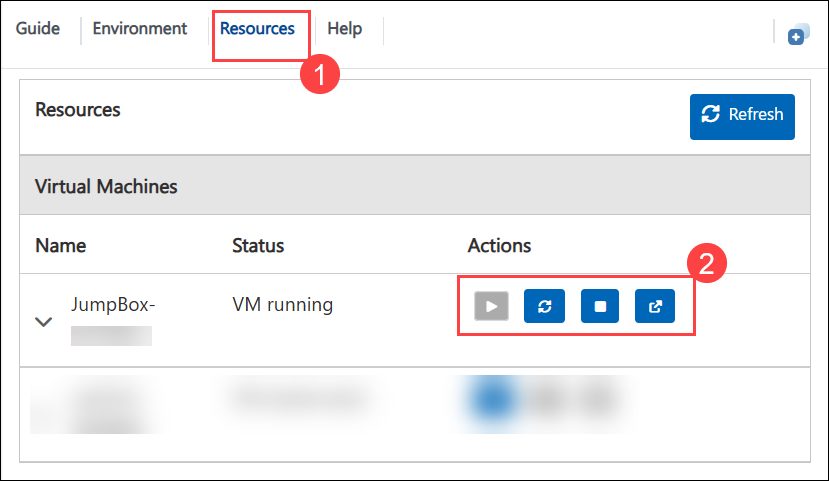 Guide Environment Resources Help
1
Resources Refresh
Virtual Machines
Name Status Actions
2
JumpBox- VM running